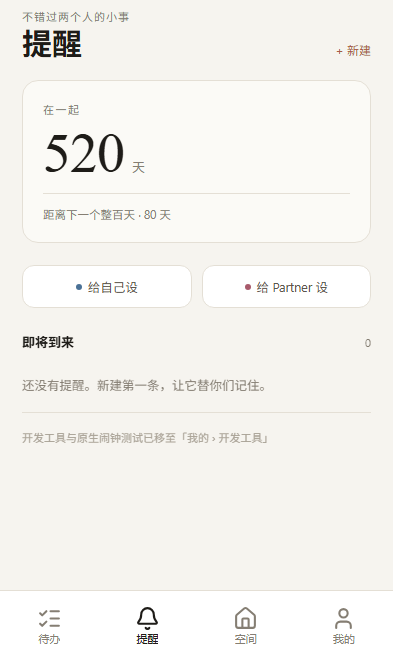 不错过两个人的小事
提醒
+ 新建
在一起
520 天
距离下一个整百天 · 80 天
给自己设
给 Partner 设
即将到来
0
还没有提醒。新建第一条，让它替你们记住。
开发工具与原生闹钟测试已移至「我的 › 开发工具」
待办
提醒
空间
我的